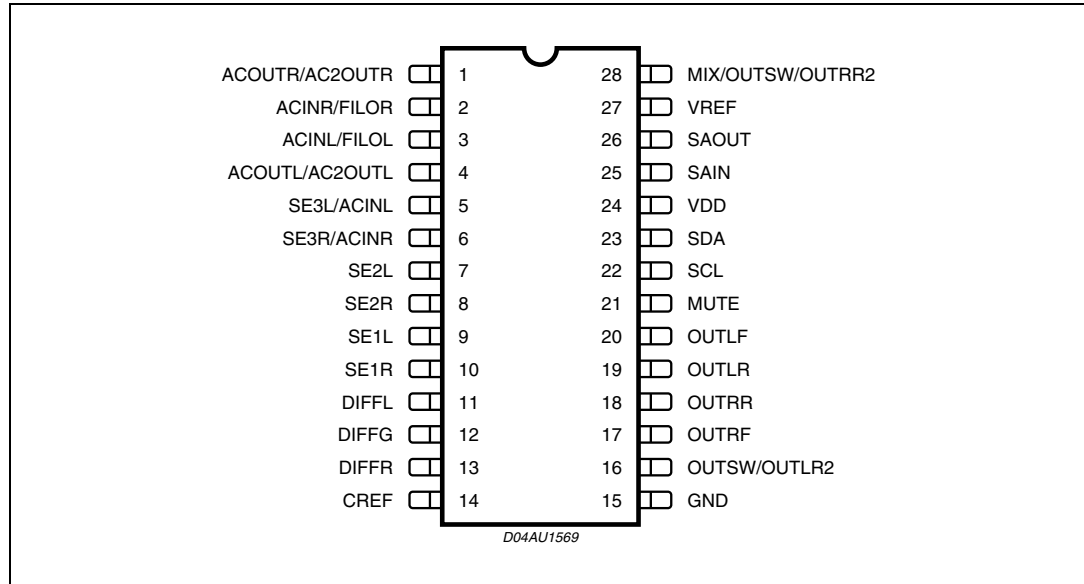 ACOUTR/AC2OUTR 1 28 MIX/OUTSW/OUTRR2
ACINR/FILOR 2 27 VREF
ACINL/FILOL 3 26 SAOUT
ACOUTL/AC2OUTL 4 25 SAIN
SE3L/ACINL 5 24 VDD
SE3R/ACINR 6 23 SDA
SE2L 7 22 SCL
SE2R 8 21 MUTE
SE1L 9 20 OUTLF
SE1R 10 19 OUTLR
DIFFL 11 18 OUTRR
DIFFG 12 17 OUTRF
DIFFR 13 16 OUTSW/OUTLR2
CREF 14 15 GND
D04AU1569